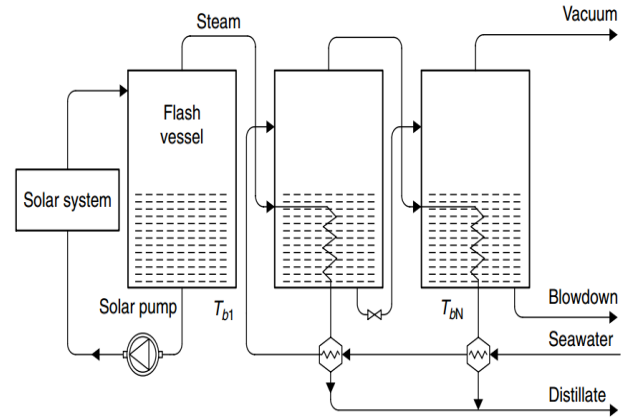 Vacuum
Steam
Flash
vessel
Solar system
Solar pump
Tb1
TbN
Blowdown
Seawater
Distillate